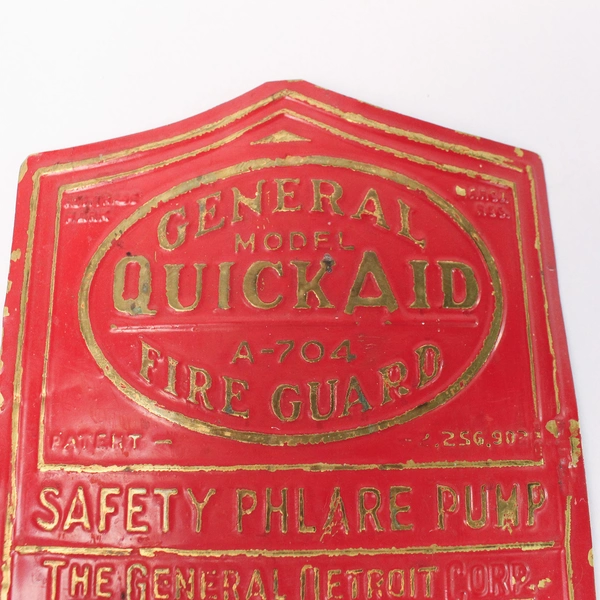 GENERAL
MODEL
QUICKAID
A-704
FIRE GUARD
PATENT
SAFETY PHLARE PUMP
THE GENERAL DETROIT CORP.